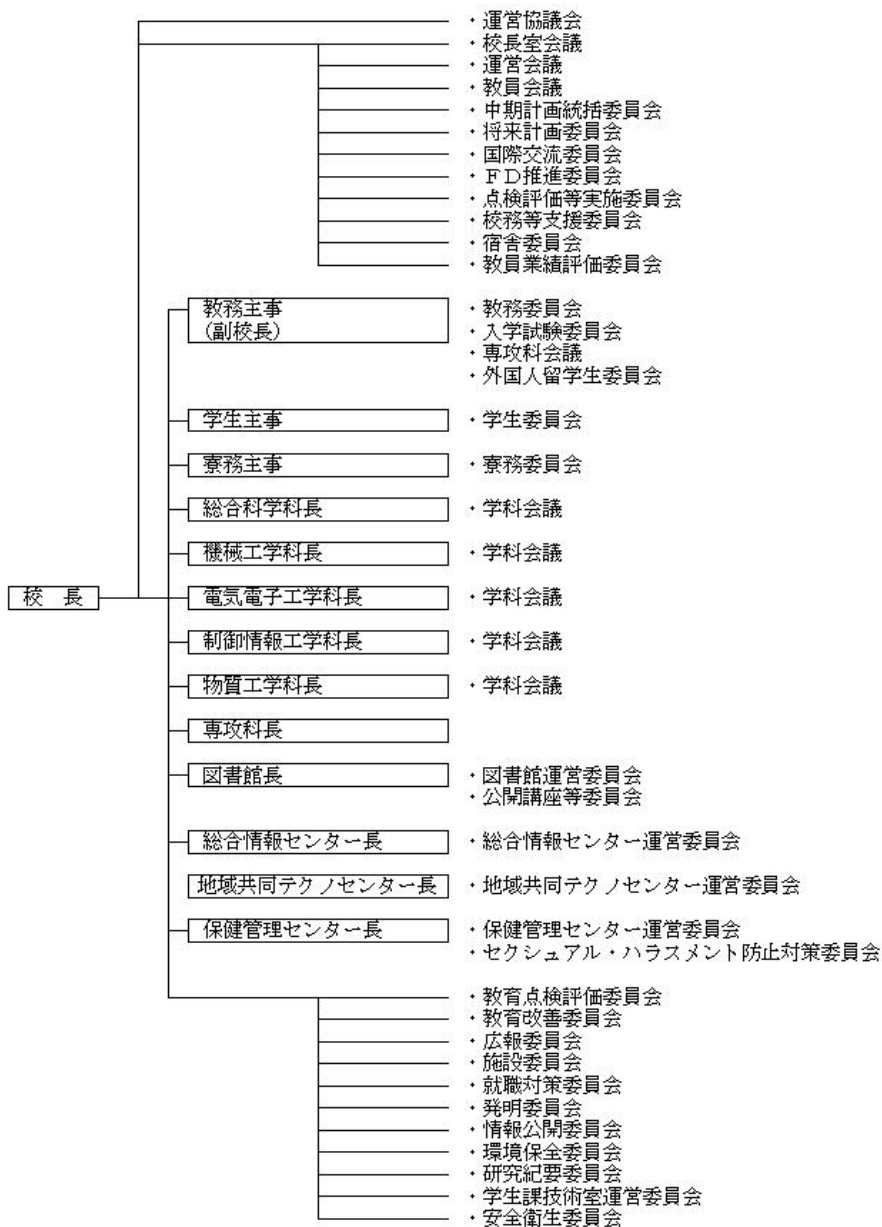 ・運営協議会
・校長室会議
・運営会議
・教員会議
・中期計画統括委員会
・将来計画委員会
・国際交流委員会
・ＦＤ推進委員会
・点検評価等実施委員会
・校務等支援委員会
・宿舎委員会
・教員業績評価委員会
教務主事 ・教務委員会
(副校長) ・入学試験委員会
・専攻科会議
・外国人留学生委員会
学生主事 ・学生委員会
寮務主事 ・寮務委員会
総合科学科長 ・学科会議
機械工学科長 ・学科会議
校　長 電気電子工学科長 ・学科会議
制御情報工学科長 ・学科会議
物質工学科長 ・学科会議
専攻科長
図書館長 ・図書館運営委員会
・公開講座等委員会
総合情報センター長 ・総合情報センター運営委員会
地域共同テクノセンター長 ・地域共同テクノセンター運営委員会
保健管理センター長 ・保健管理センター運営委員会
・セクシュアル・ハラスメント防止対策委員会
・教育点検評価委員会
・教育改善委員会
・広報委員会
・施設委員会
・就職対策委員会
・発明委員会
・情報公開委員会
・環境保全委員会
・研究紀要委員会
・学生課技術室運営委員会
・安全衛生委員会